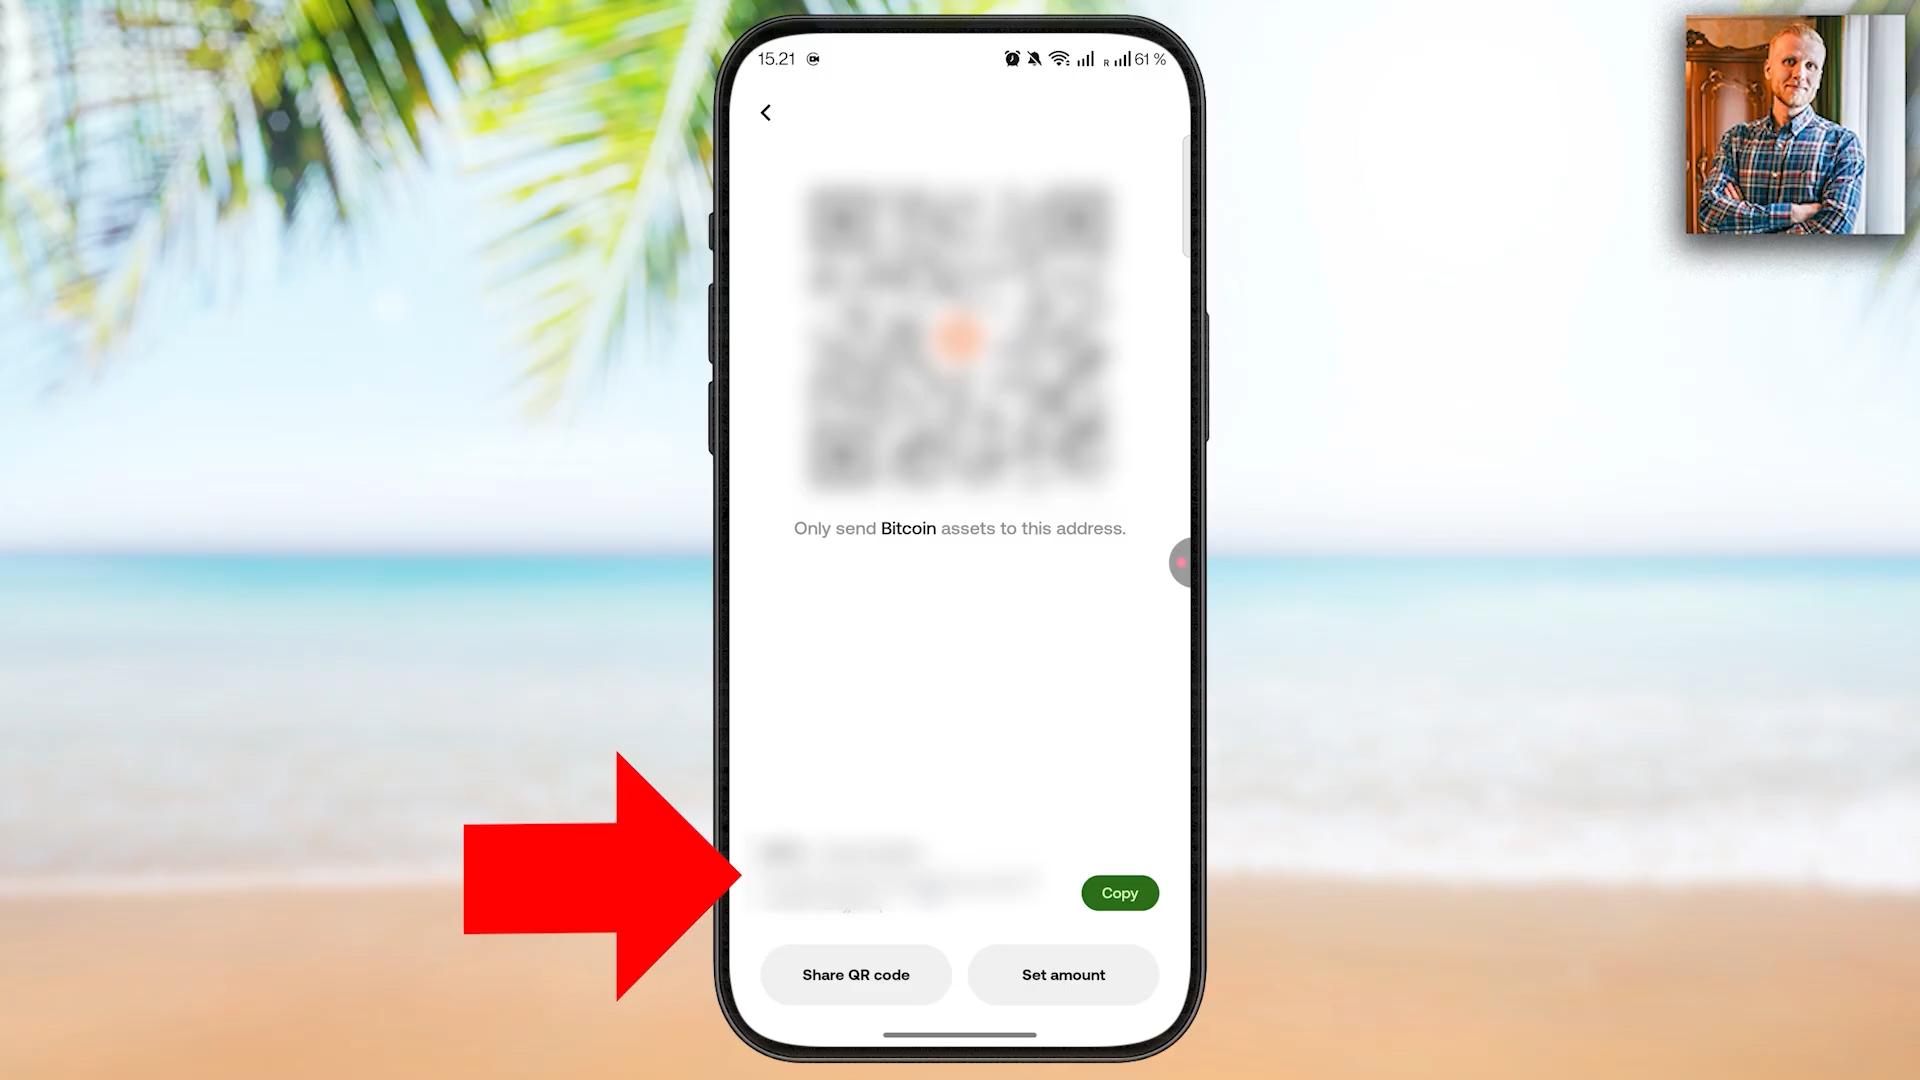 15.21
R
61 %
Only send Bitcoin assets to this address.
Copy
Share QR code
Set amount